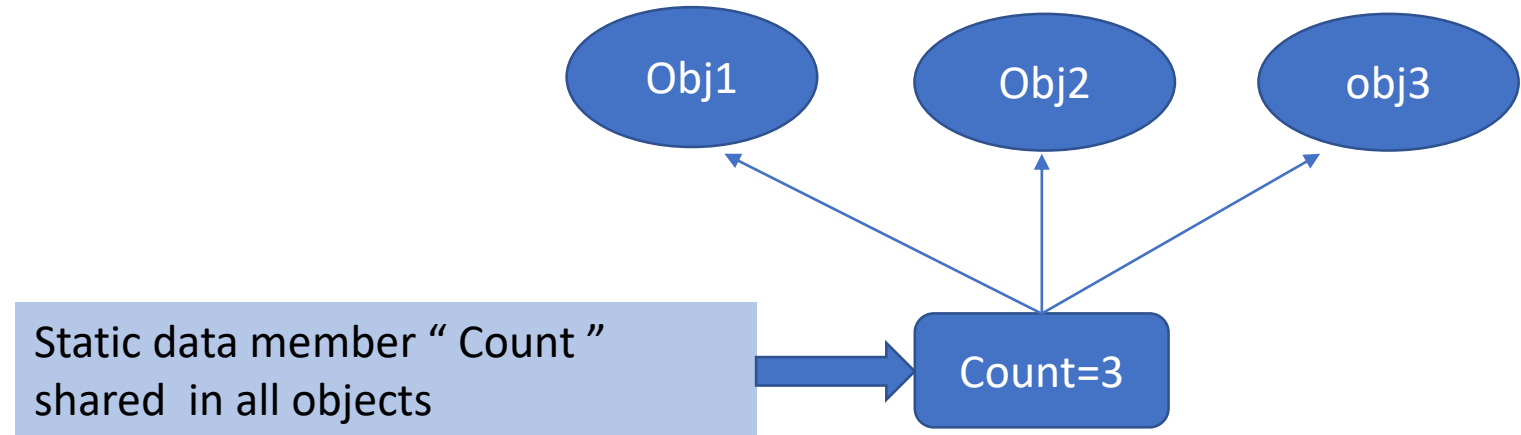 Obj1
Obj2
obj3
Static data member “ Count ”
shared in all objects
Count=3